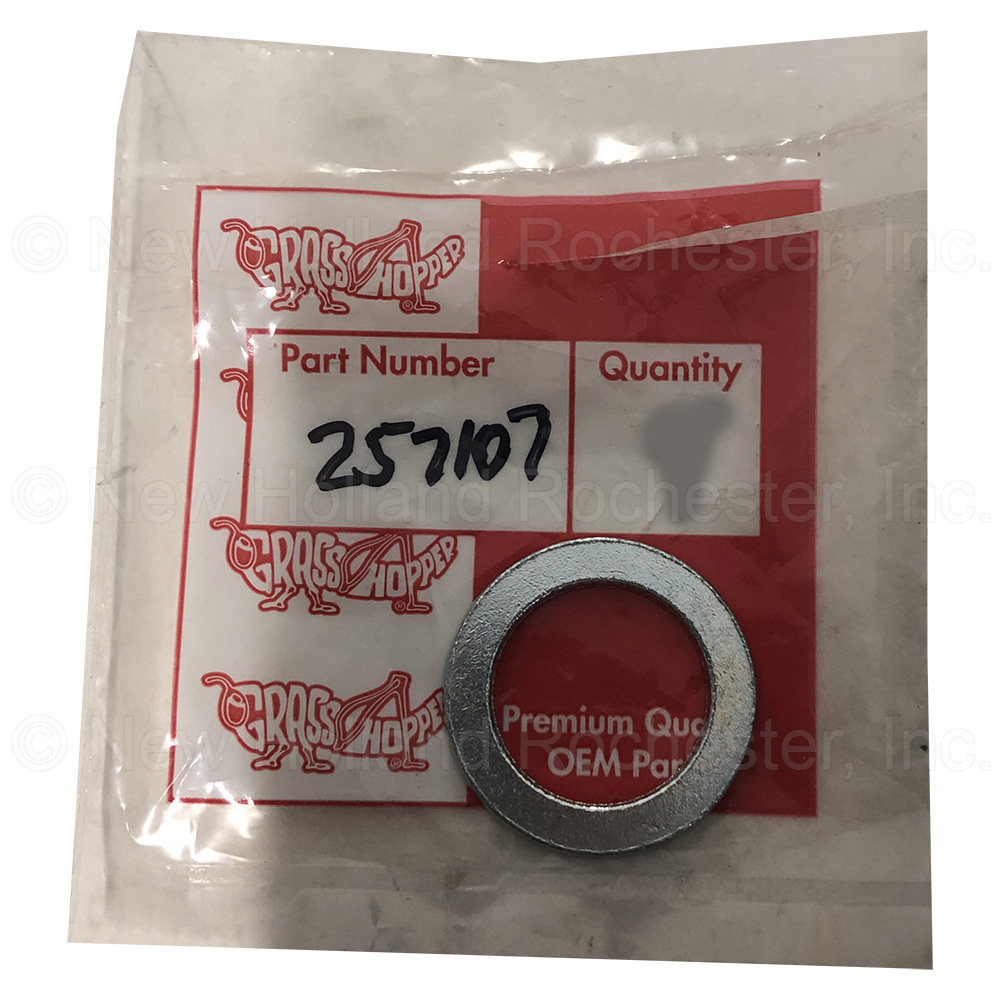 © New Holland Rochester, Inc.
GRASSHOPPER®
Part Number
Quantity
257107
© New Holland Rochester, Inc.
GRASSHOPPER®
GRASSHOPPER
© New Holland Rochester, Inc.
Premium Qua
OEM Par